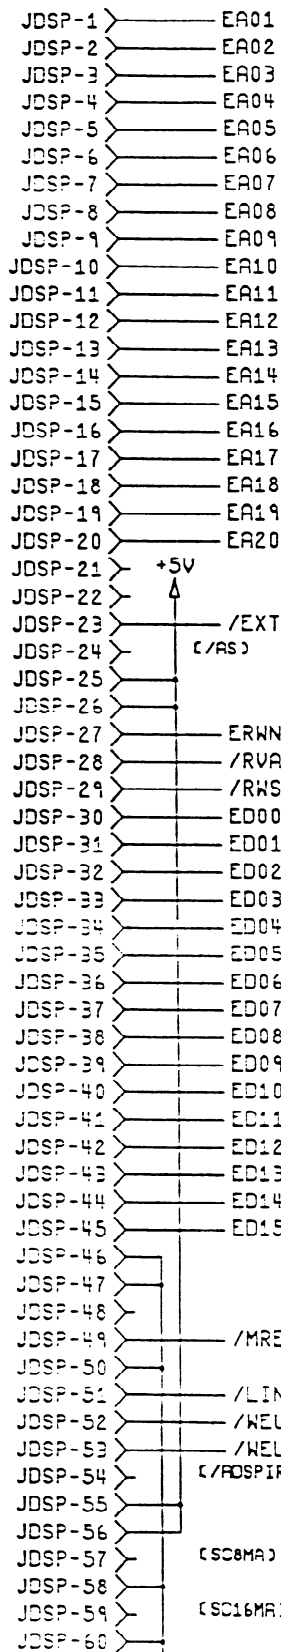 JDSP-1 EA01
JDSP-2 EA02
JDSP-3 EA03
JDSP-4 EA04
JDSP-5 EA05
JDSP-6 EA06
JDSP-7 EA07
JDSP-8 EA08
JDSP-9 EA09
JDSP-10 EA10
JDSP-11 EA11
JDSP-12 EA12
JDSP-13 EA13
JDSP-14 EA14
JDSP-15 EA15
JDSP-16 EA16
JDSP-17 EA17
JDSP-18 EA18
JDSP-19 EA19
JDSP-20 EA20
JDSP-21 +5V
JDSP-22
JDSP-23 /EXT
JDSP-24 [/AS]
JDSP-25
JDSP-26
JDSP-27 ERWN
JDSP-28 /RVA
JDSP-29 /RWS
JDSP-30 ED00
JDSP-31 ED01
JDSP-32 ED02
JDSP-33 ED03
JDSP-34 ED04
JDSP-35 ED05
JDSP-36 ED06
JDSP-37 ED07
JDSP-38 ED08
JDSP-39 ED09
JDSP-40 ED10
JDSP-41 ED11
JDSP-42 ED12
JDSP-43 ED13
JDSP-44 ED14
JDSP-45 ED15
JDSP-46
JDSP-47
JDSP-48
JDSP-49 /MRE
JDSP-50
JDSP-51 /LIN
JDSP-52 /WEU
JDSP-53 /WEL
JDSP-54 [/ADSPIR
JDSP-55
JDSP-56
JDSP-57 [SC8MA]
JDSP-58
JDSP-59 [SC16MA]
JDSP-60